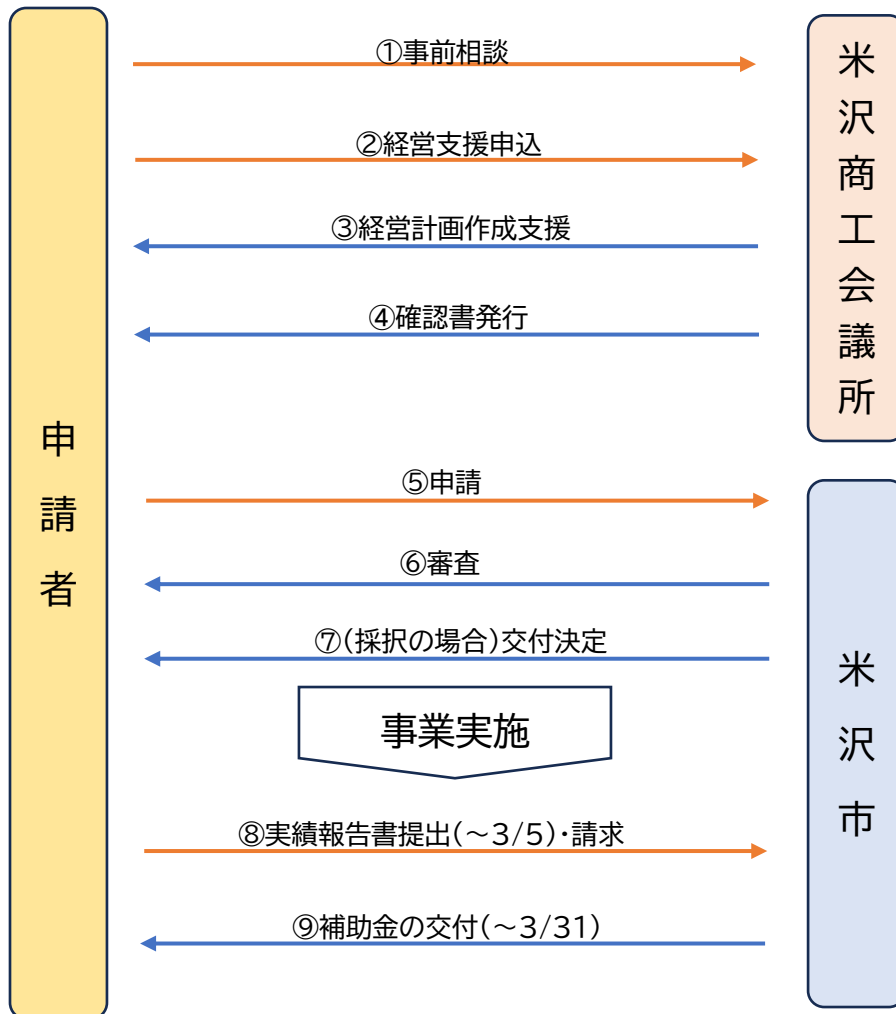 ①事前相談
②経営支援申込
③経営計画作成支援
④確認書発行
米沢商工会議所
申請者
⑤申請
⑥審査
⑦(採択の場合)交付決定
事業実施
⑧実績報告書提出(～3/5)・請求
⑨補助金の交付(～3/31)
米沢市